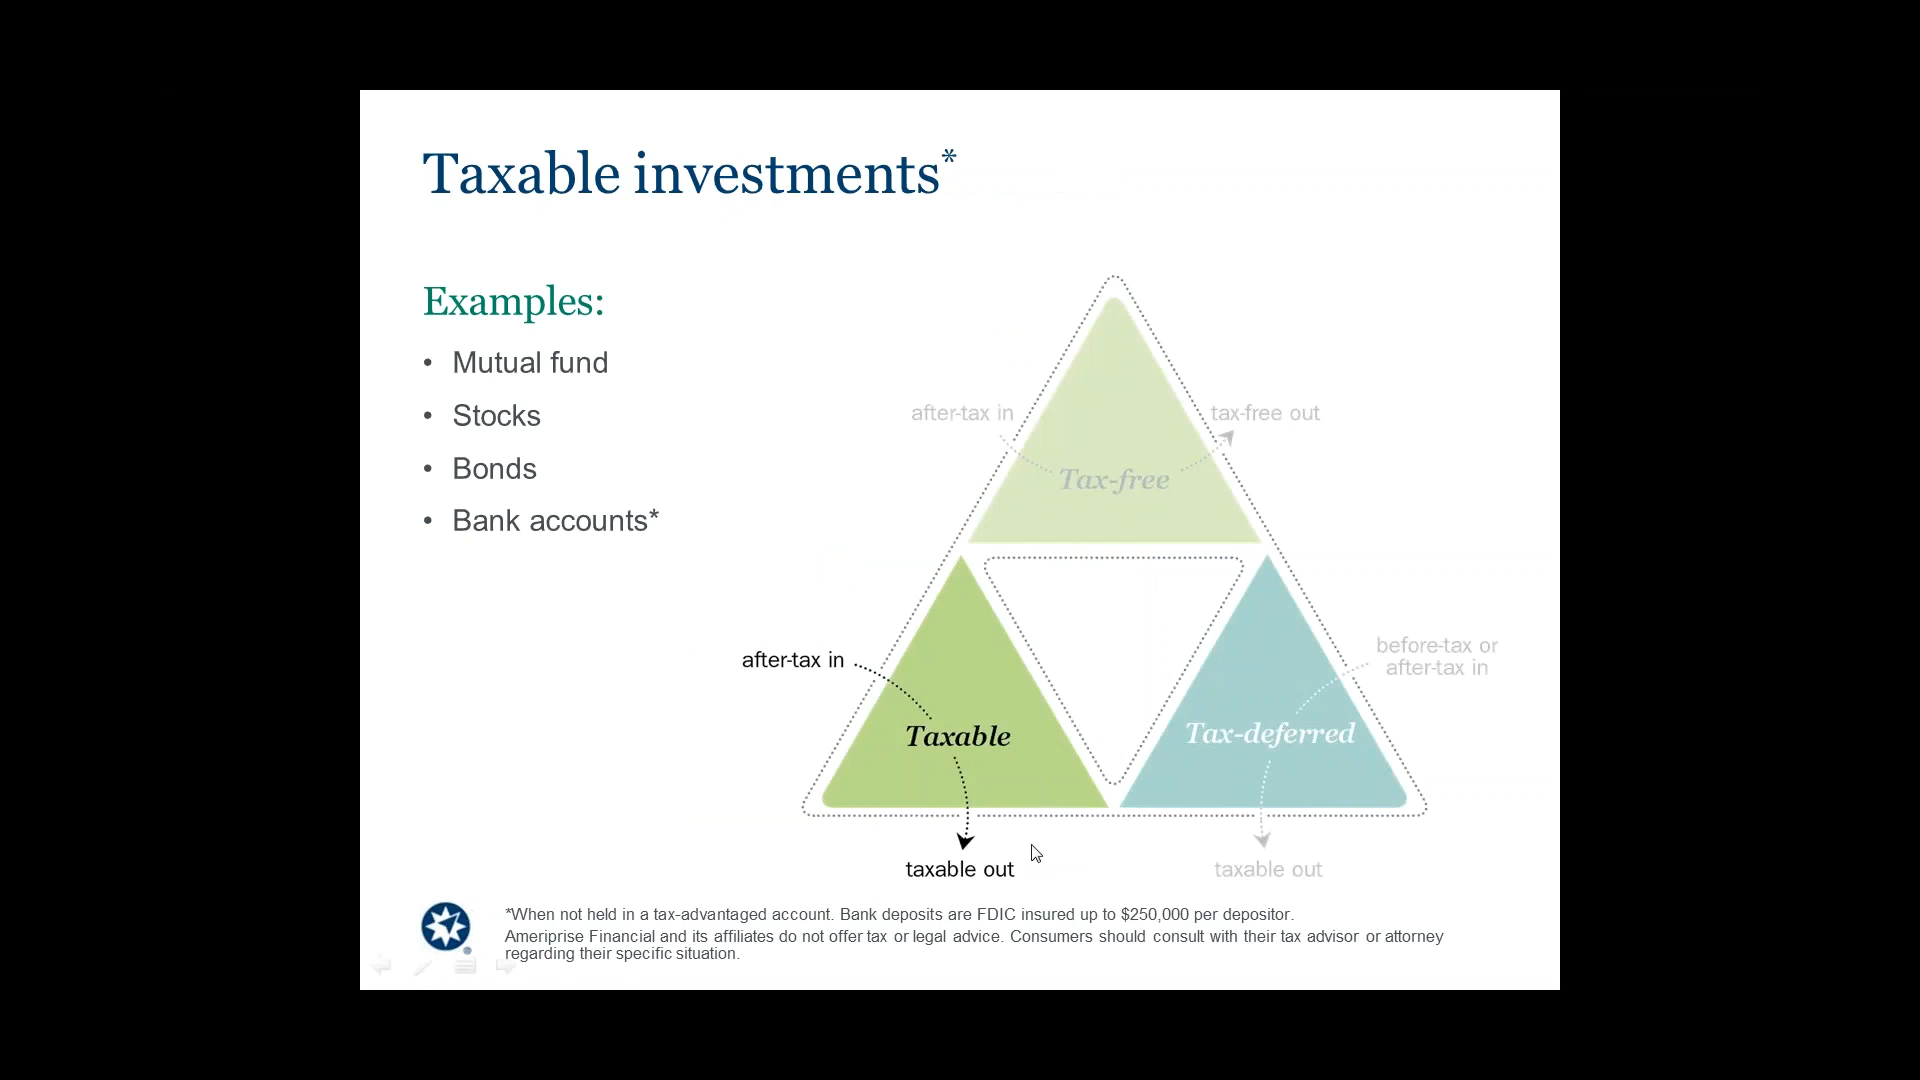 Taxable investments*
Examples:
• Mutual fund
• Stocks
• Bonds
• Bank accounts*
after-tax in
tax-free out
Tax-free
after-tax in
before-tax or
after-tax in
Taxable
Tax-deferred
taxable out
taxable out
*When not held in a tax-advantaged account. Bank deposits are FDIC insured up to $250,000 per depositor.
Ameriprise Financial and its affiliates do not offer tax or legal advice. Consumers should consult with their tax advisor or attorney
regarding their specific situation.